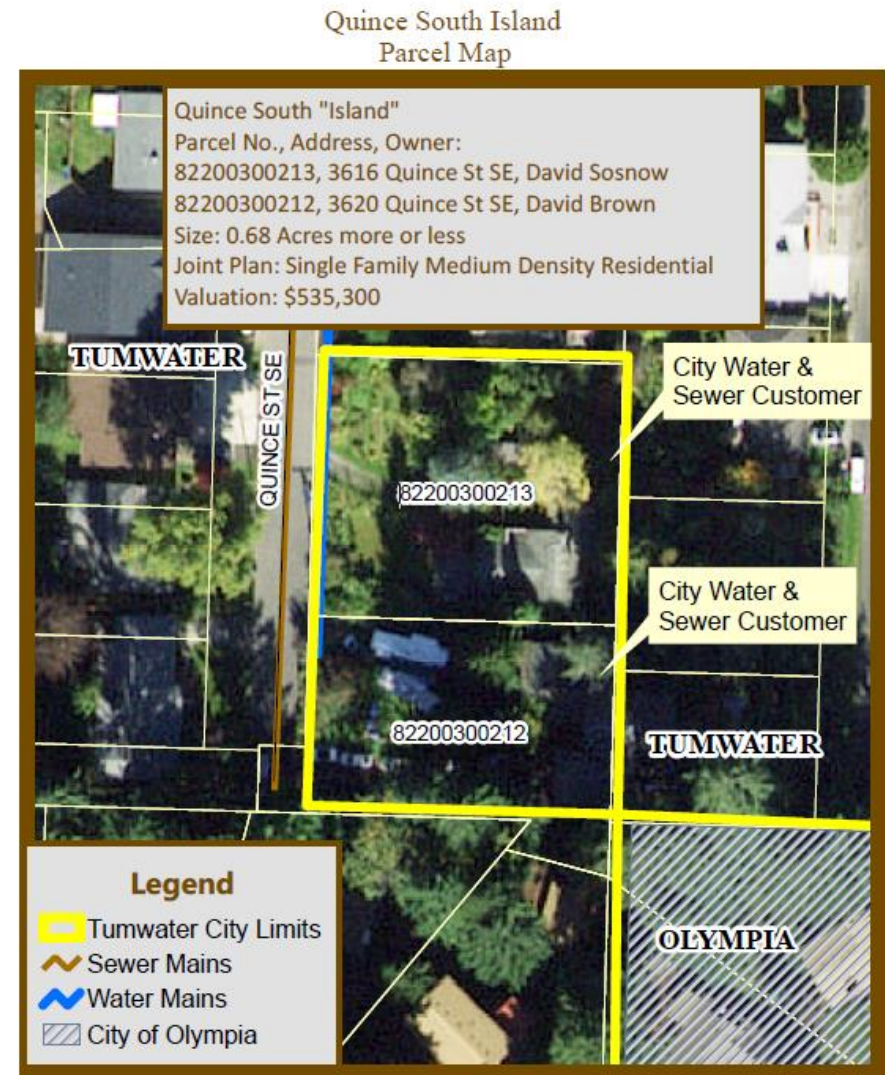 Quince South Island
Parcel Map
Quince South "Island"
Parcel No., Address, Owner:
82200300213, 3616 Quince St SE, David Sosnow
82200300212, 3620 Quince St SE, David Brown
Size: 0.68 Acres more or less
Joint Plan: Single Family Medium Density Residential
Valuation: $535,300
TUMWATER
QUINCE ST SE
City Water &
Sewer Customer
82200300213
City Water &
Sewer Customer
82200300212
TUMWATER
OLYMPIA
Legend
Tumwater City Limits
Sewer Mains
Water Mains
City of Olympia